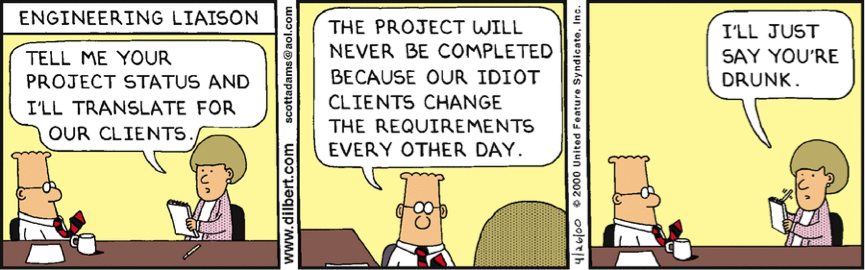 ENGINEERING LIAISON
TELL ME YOUR
PROJECT STATUS AND
I'LL TRANSLATE FOR
OUR CLIENTS.
www.dilbert.com
scottadams@aol.com
THE PROJECT WILL
NEVER BE COMPLETED
BECAUSE OUR IDIOT
CLIENTS CHANGE
THE REQUIREMENTS
EVERY OTHER DAY.
4/26/00 © 2000 United Feature Syndicate, Inc.
I'LL JUST
SAY YOU'RE
DRUNK.